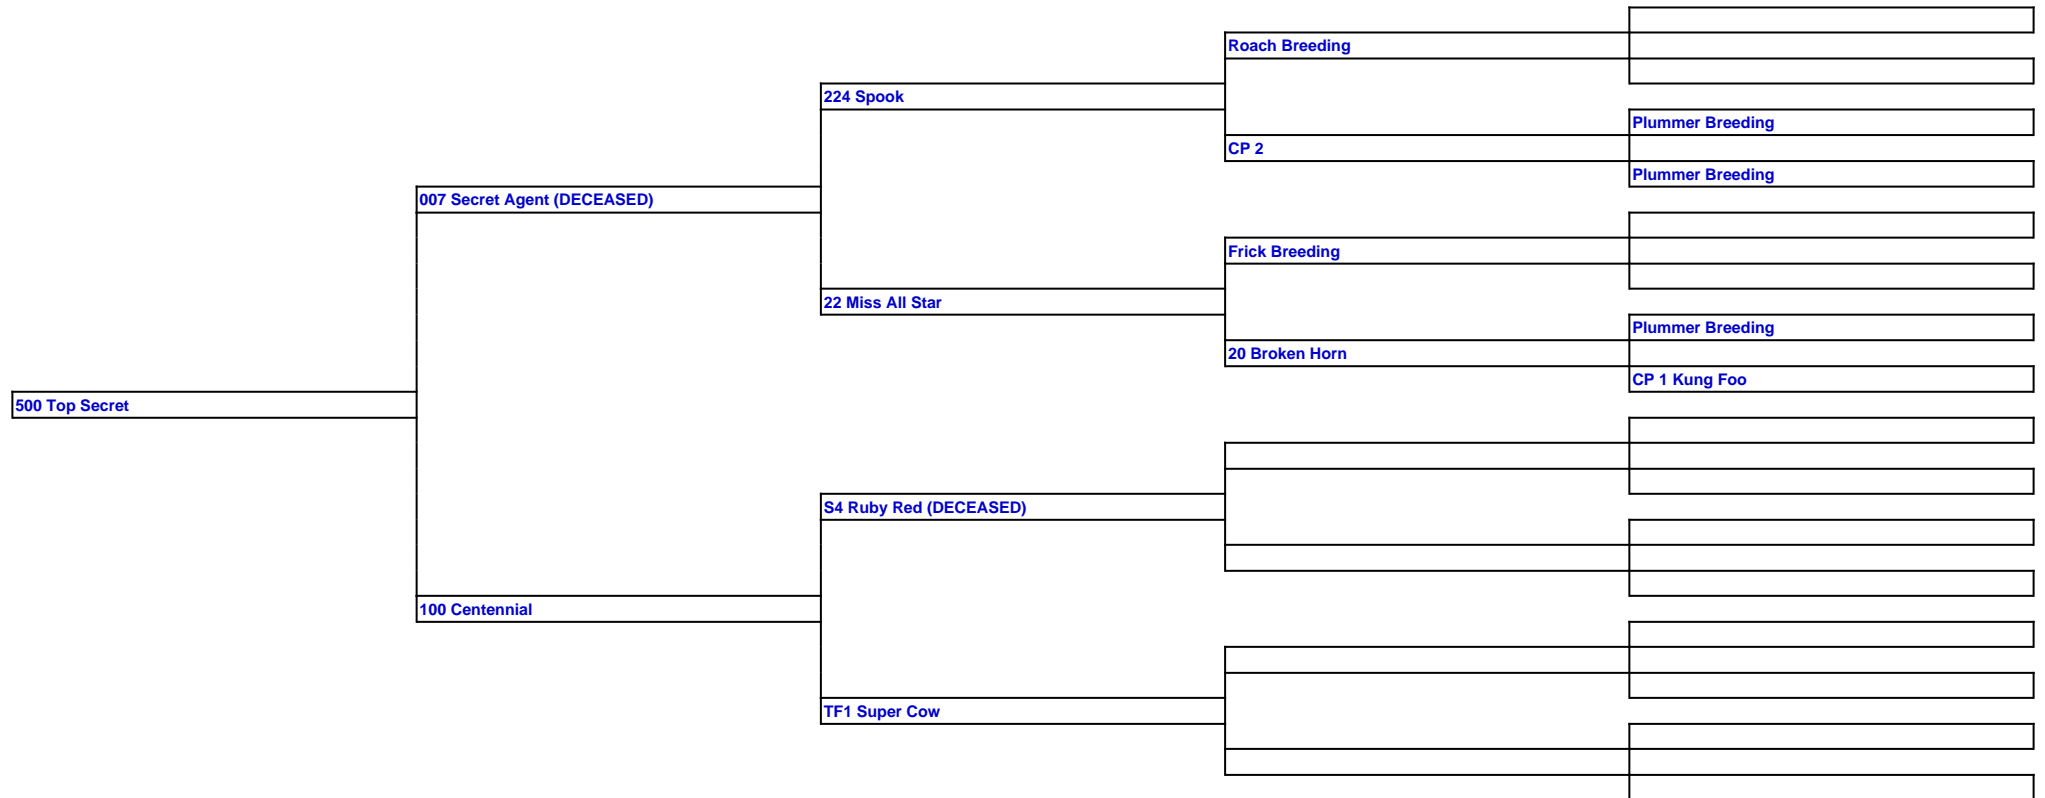 Roach Breeding
224 Spook
Plummer Breeding
CP 2
Plummer Breeding
007 Secret Agent (DECEASED)
Frick Breeding
22 Miss All Star
Plummer Breeding
20 Broken Horn
CP 1 Kung Foo
500 Top Secret
S4 Ruby Red (DECEASED)
100 Centennial
TF1 Super Cow